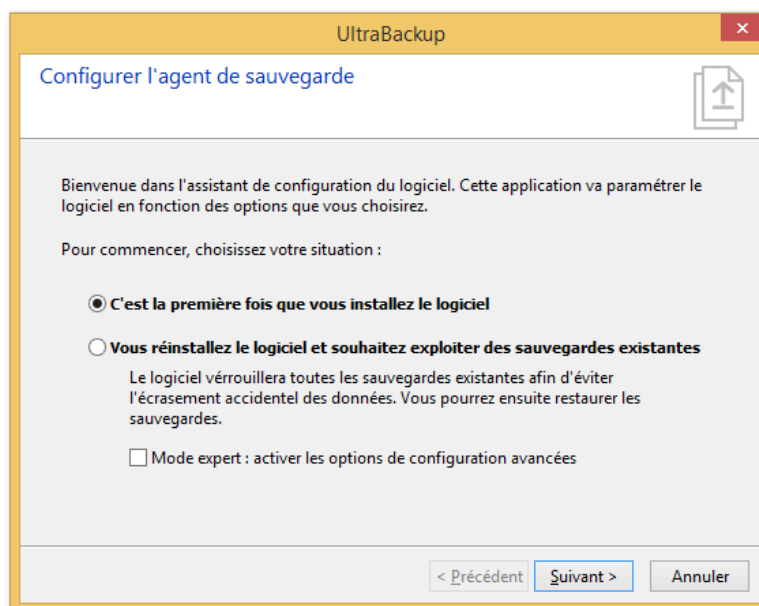 UltraBackup
Configurer l'agent de sauvegarde
Bienvenue dans l'assistant de configuration du logiciel. Cette application va paramétrer le
logiciel en fonction des options que vous choisirez.
Pour commencer, choisissez votre situation :
C'est la première fois que vous installez le logiciel
Vous réinstallez le logiciel et souhaitez exploiter des sauvegardes existantes
Le logiciel vérrouillera toutes les sauvegardes existantes afin d'éviter
l'écrasement accidentel des données. Vous pourrez ensuite restaurer les
sauvegardes.
Mode expert : activer les options de configuration avancées
< Précédent Suivant > Annuler